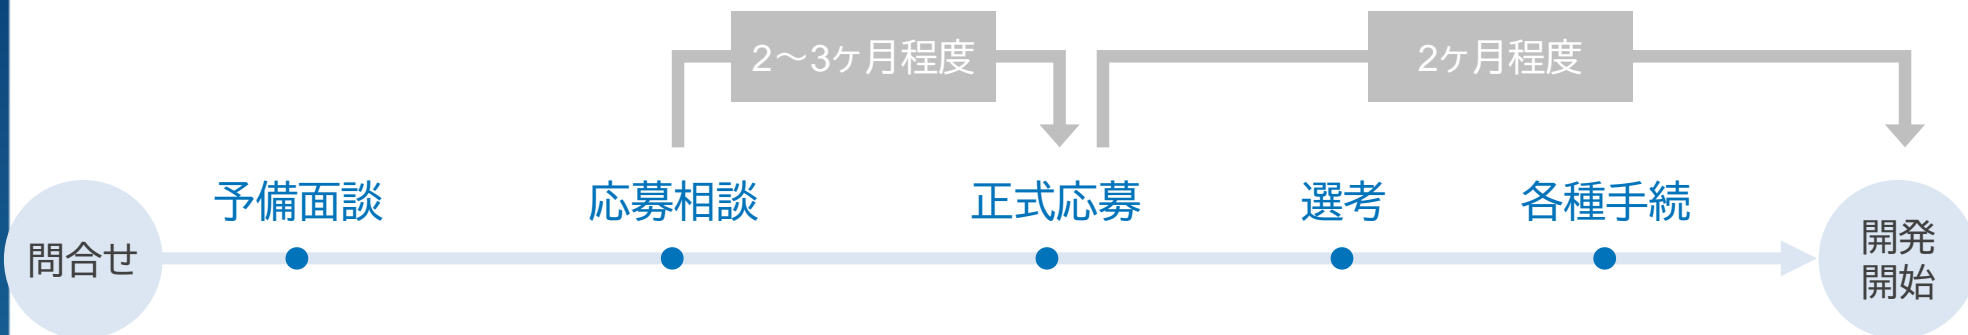 2～3ヶ月程度
2ヶ月程度
予備面談
応募相談
正式応募
選考
各種手続
問合せ
開発
開始